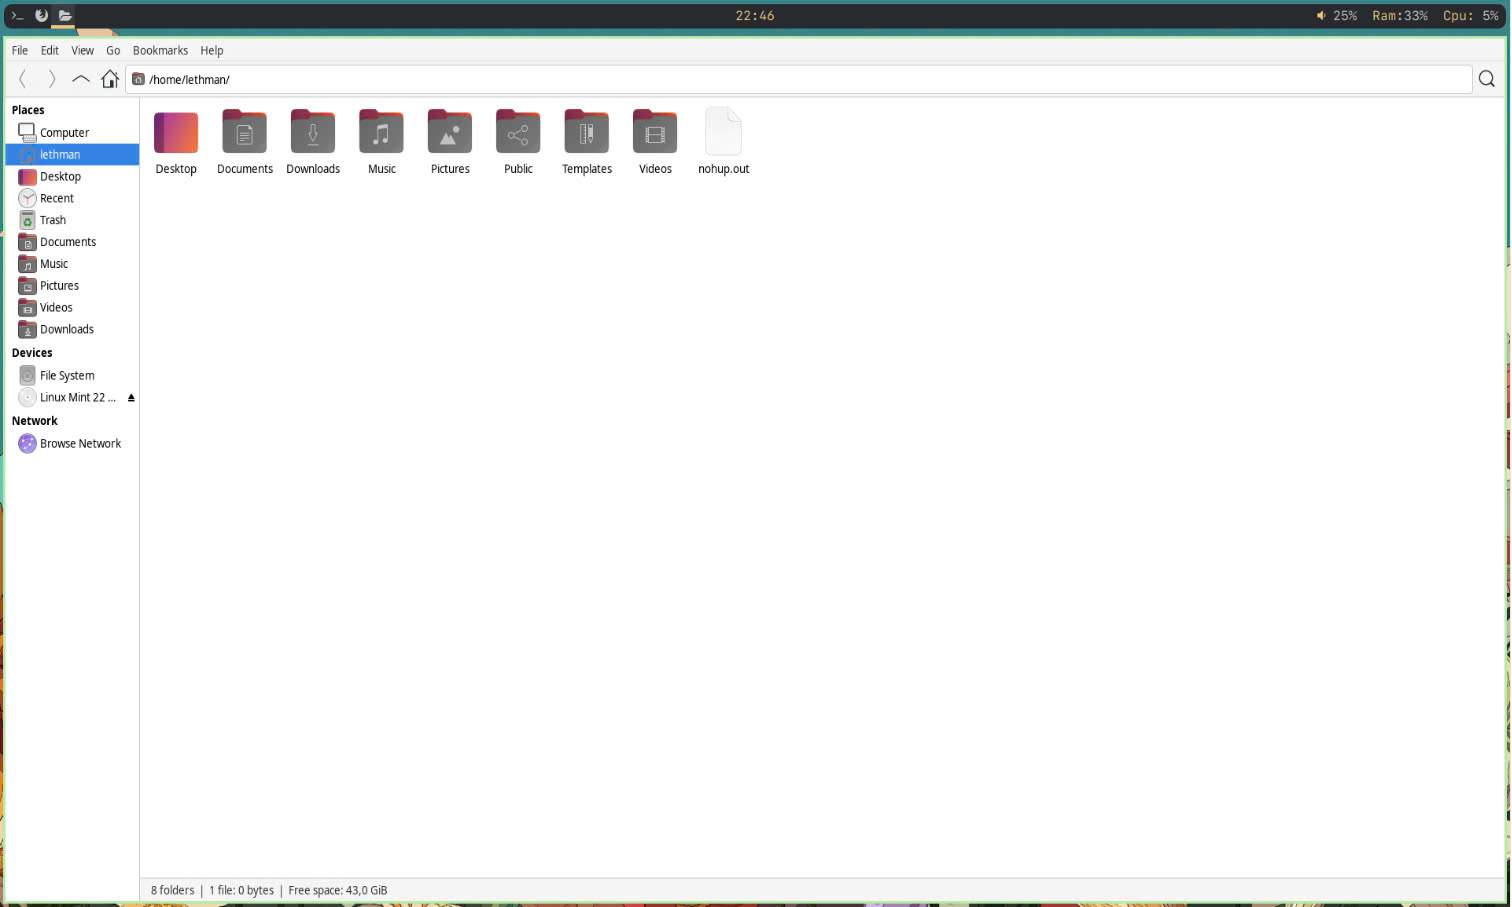 22:46 25% Ram:33% Cpu: 5%
File Edit View Go Bookmarks Help
/home/lethman/
Places
Computer
lethman
Desktop
Recent
Trash
Documents
Music
Pictures
Videos
Downloads
Devices
File System
Linux Mint 22 ...
Network
Browse Network
Desktop Documents Downloads Music Pictures Public Templates Videos nohup.out
8 folders | 1 file: 0 bytes | Free space: 43,0 GiB